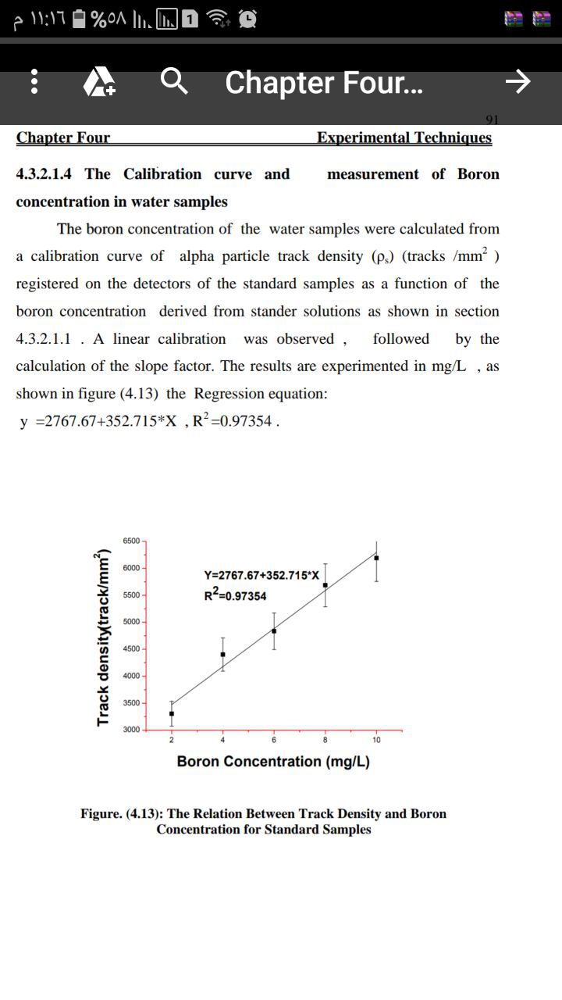 م ١١:١٦ %٥٨ 1
Chapter Four...
91
Chapter Four Experimental Techniques
4.3.2.1.4 The Calibration curve and measurement of Boron
concentration in water samples
The boron concentration of the water samples were calculated from
a calibration curve of alpha particle track density (ρₛ) (tracks /mm² )
registered on the detectors of the standard samples as a function of the
boron concentration derived from stander solutions as shown in section
4.3.2.1.1 . A linear calibration was observed , followed by the
calculation of the slope factor. The results are experimented in mg/L , as
shown in figure (4.13) the Regression equation:
y =2767.67+352.715*X , R²=0.97354 .
Track density(track/mm²)
6500
6000
5500
5000
4500
4000
3500
3000
Y=2767.67+352.715*X
R²=0.97354
2 4 6 8 10
Boron Concentration (mg/L)
Figure. (4.13): The Relation Between Track Density and Boron
Concentration for Standard Samples